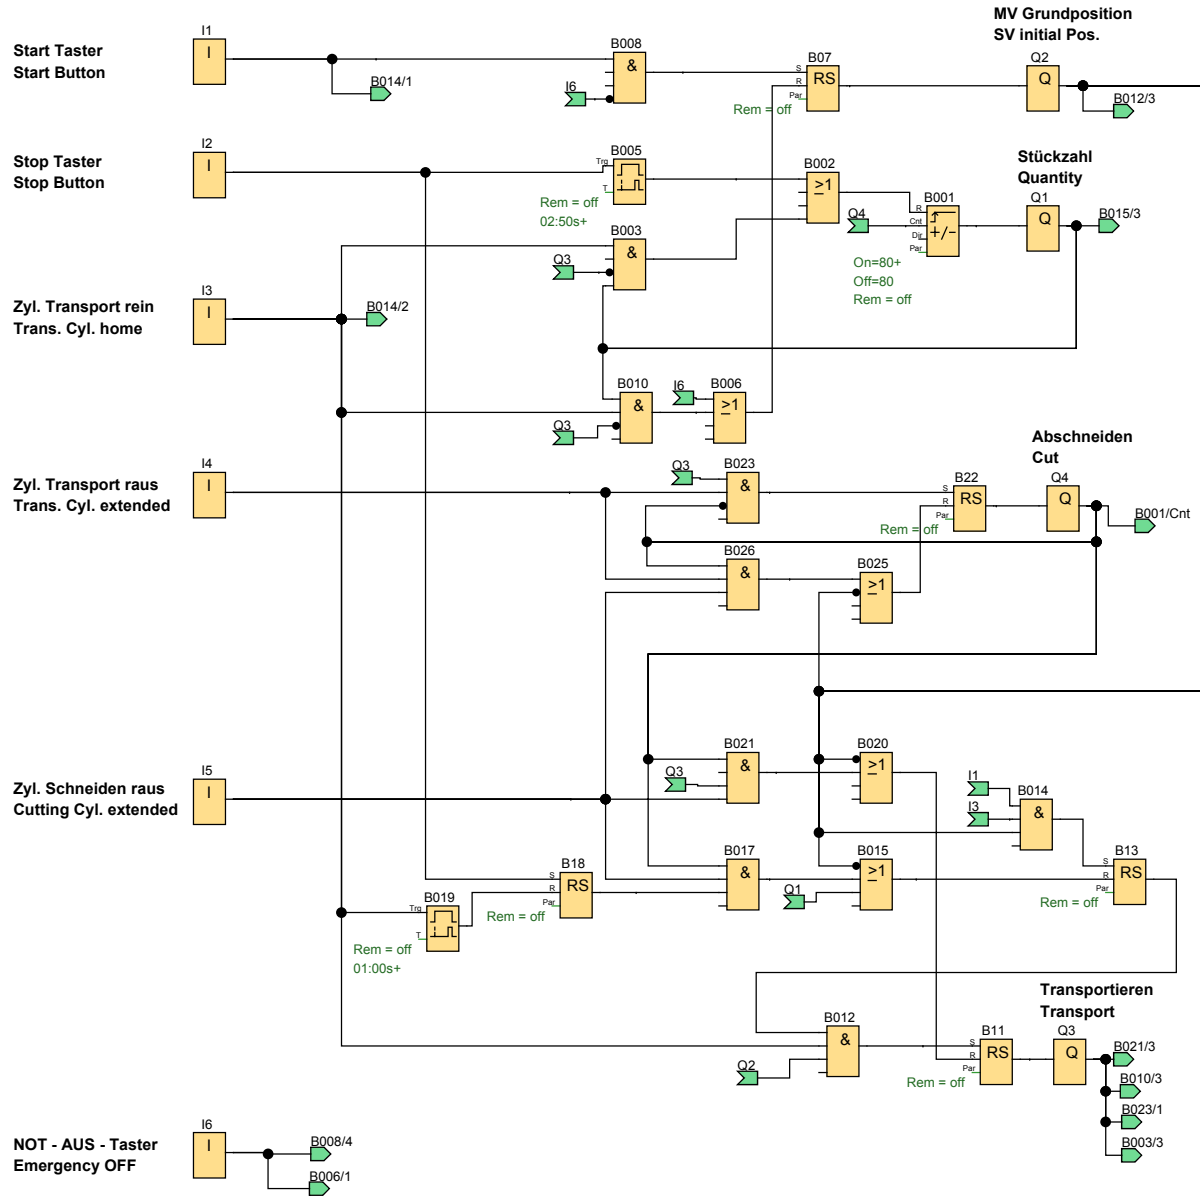 MV Grundposition
SV initial Pos.
I1
I
Start Taster
Start Button
B014/1
B008
&
I6
B07
S
R
Par
RS
Rem = off
Q2
Q
B012/3
I2
I
Stop Taster
Stop Button
B005
Trg
T
Rem = off
02:50s+
B002
≥1
Stückzahl
Quantity
B001
R
Cnt
Dir
Par
+/-
Q4
On=80+
Off=80
Rem = off
Q1
Q
B015/3
B003
&
Q3
I3
I
Zyl. Transport rein
Trans. Cyl. home
B014/2
B010
&
Q3
I6
B006
≥1
Abschneiden
Cut
I4
I
Zyl. Transport raus
Trans. Cyl. extended
Q3
B023
&
B22
S
R
Par
RS
Rem = off
Q4
Q
B001/Cnt
B026
&
B025
≥1
I5
I
Zyl. Schneiden raus
Cutting Cyl. extended
B021
&
Q3
B020
≥1
I1
I3
B014
&
B017
&
B015
≥1
Q1
B13
S
R
Par
RS
Rem = off
B18
S
R
Par
RS
Rem = off
B019
Trg
T
Rem = off
01:00s+
Transportieren
Transport
B012
&
Q2
B11
S
R
Par
RS
Rem = off
Q3
Q
B021/3
B010/3
B023/1
B003/3
I6
I
NOT - AUS - Taster
Emergency OFF
B008/4
B006/1